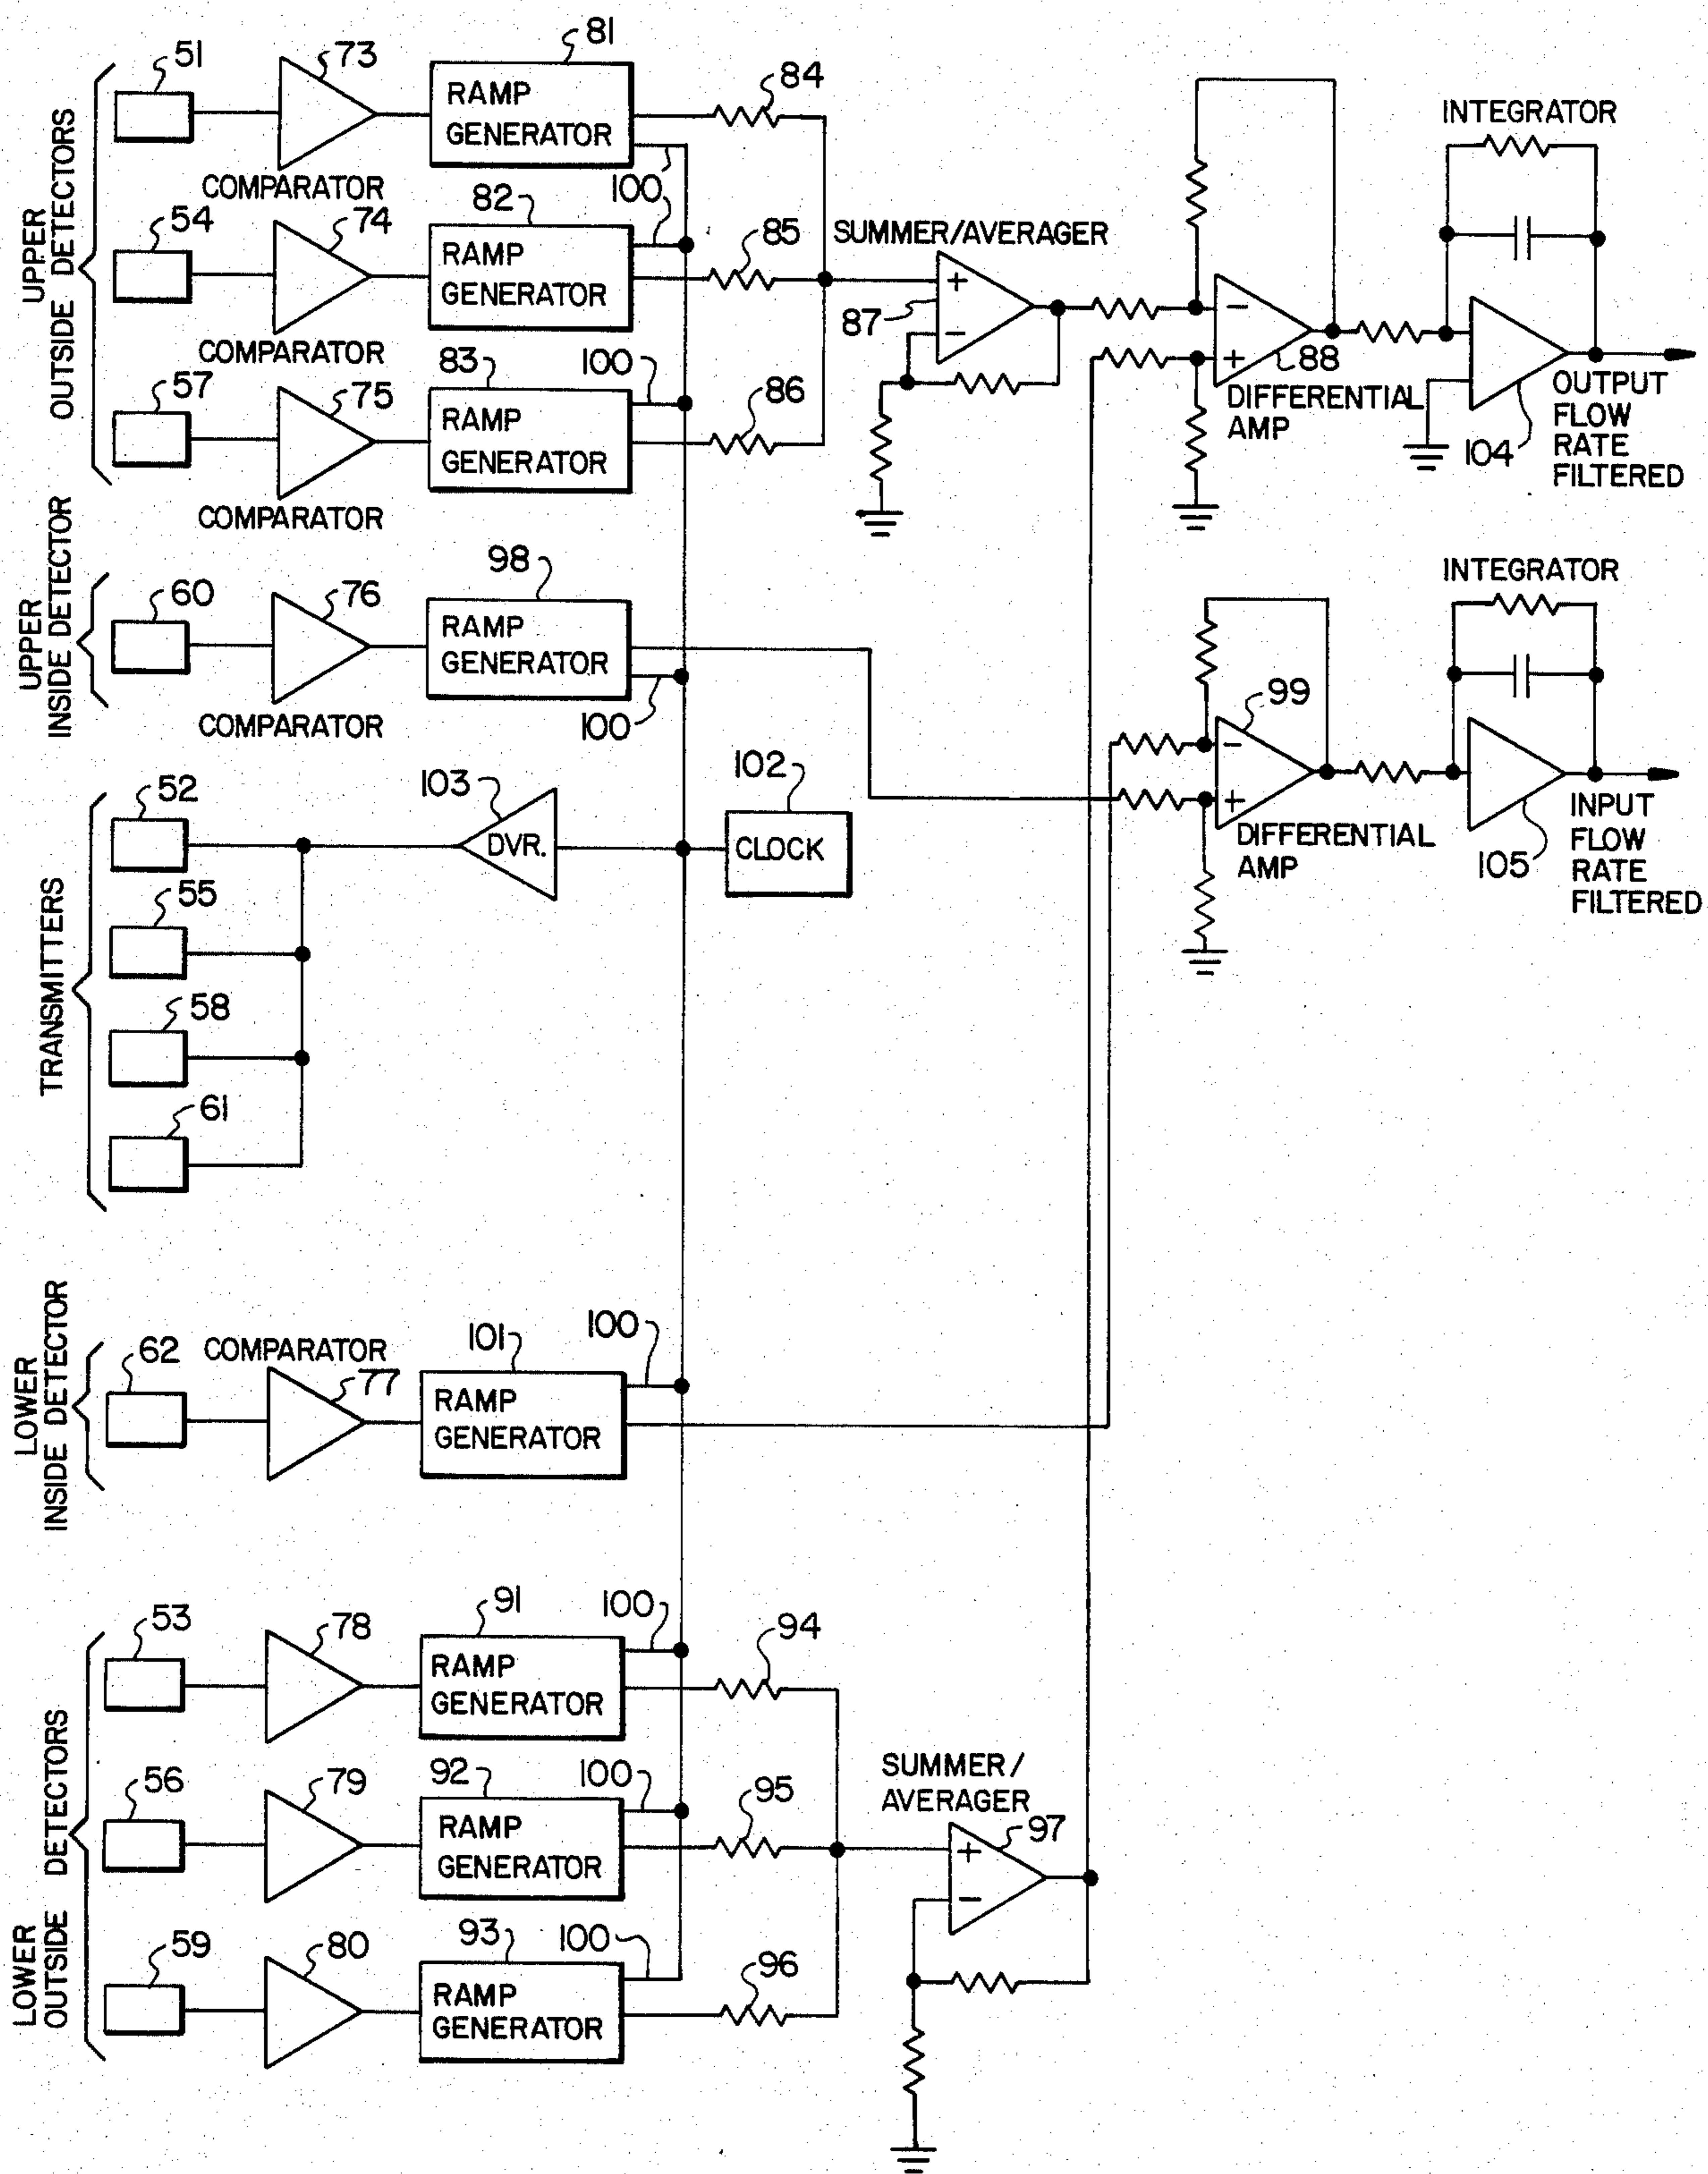 UPPER
OUTSIDE DETECTORS
51
73
81
RAMP
GENERATOR
84
100
COMPARATOR
54
74
82
RAMP
GENERATOR
100
85
SUMMER/AVERAGER
+
−
87
COMPARATOR
57
75
83
RAMP
GENERATOR
100
86
COMPARATOR
−
+
88
DIFFERENTIAL
AMP
INTEGRATOR
104
OUTPUT
FLOW
RATE
FILTERED
UPPER
INSIDE DETECTOR
60
76
98
RAMP
GENERATOR
100
COMPARATOR
−
+
99
DIFFERENTIAL
AMP
INTEGRATOR
105
INPUT
FLOW
RATE
FILTERED
TRANSMITTERS
52
103
DVR.
102
CLOCK
55
58
61
LOWER
INSIDE DETECTOR
62
COMPARATOR
77
101
RAMP
GENERATOR
100
LOWER
OUTSIDE DETECTORS
53
78
91
RAMP
GENERATOR
100
94
56
79
92
RAMP
GENERATOR
100
95
SUMMER/
AVERAGER
+
−
97
59
80
93
RAMP
GENERATOR
100
96